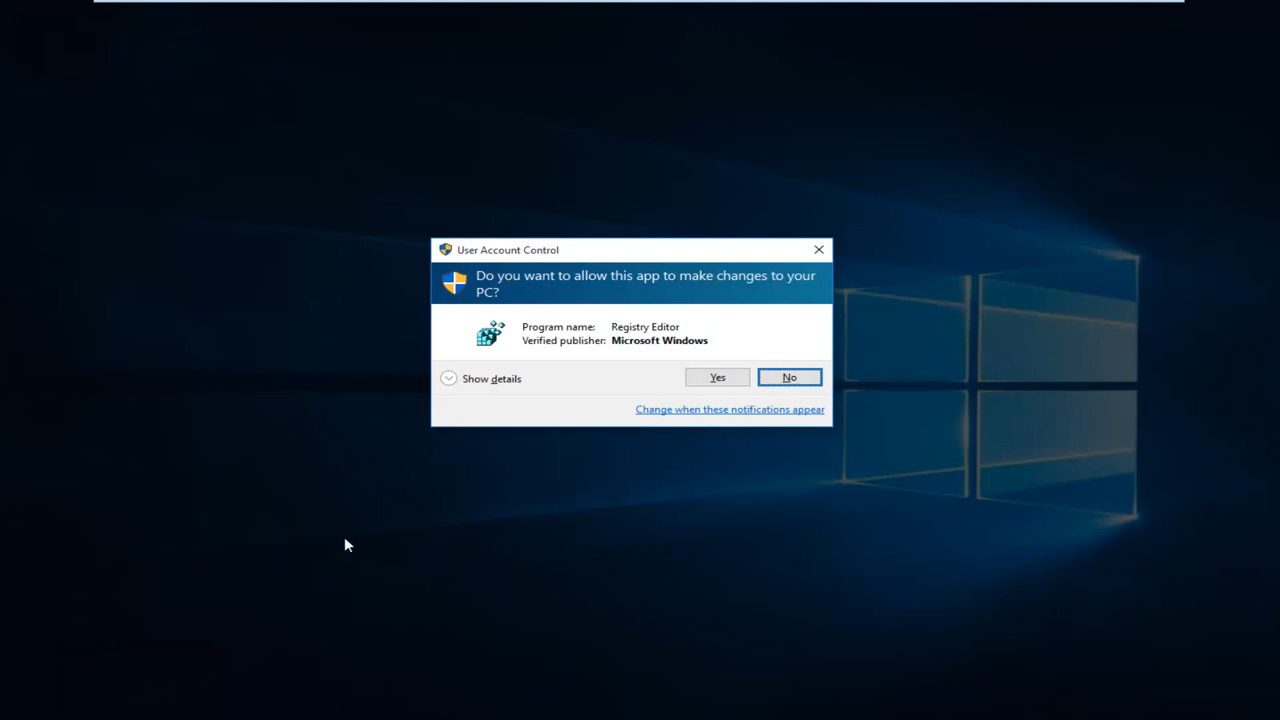 User Account Control
Do you want to allow this app to make changes to your
PC?
Program name: Registry Editor
Verified publisher: Microsoft Windows
Show details
Yes
No
Change when these notifications appear